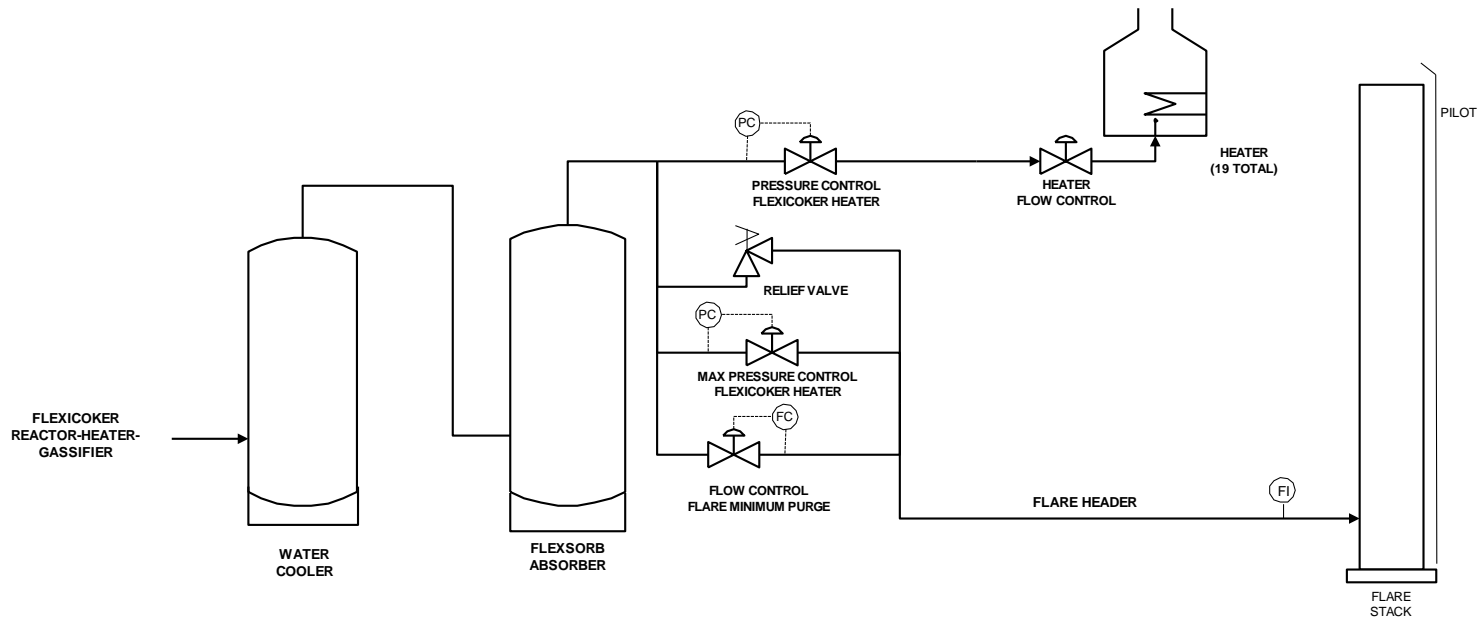 PILOT
PC
HEATER
(19 TOTAL)
PRESSURE CONTROL
FLEXICOKER HEATER
HEATER
FLOW CONTROL
RELIEF VALVE
PC
MAX PRESSURE CONTROL
FLEXICOKER HEATER
FLEXICOKER
REACTOR-HEATER-
GASSIFIER
FC
FLOW CONTROL
FLARE MINIMUM PURGE
FLARE HEADER
FI
WATER
COOLER
FLEXSORB
ABSORBER
FLARE
STACK